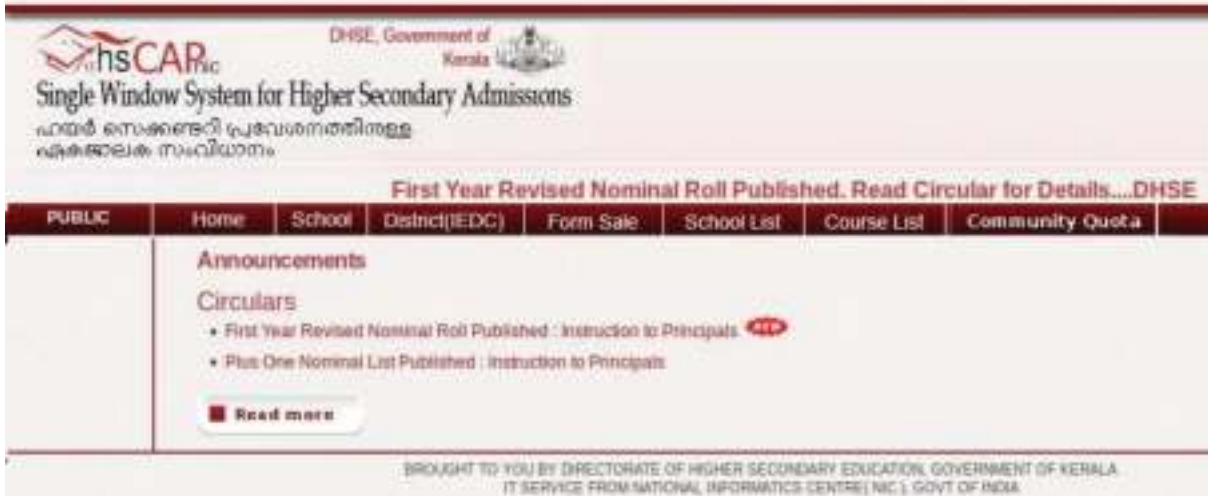 hsCAP nic
DHSE, Government of
Kerala
Single Window System for Higher Secondary Admissions
ഹയർ സെക്കണ്ടറി പ്രവേശനത്തിനുള്ള
ഏകജാലക സംവിധാനം
First Year Revised Nominal Roll Published. Read Circular for Details....DHSE
PUBLIC Home School District(IEDC) Form Sale School List Course List Community Quota
Announcements
Circulars
• First Year Revised Nominal Roll Published : Instruction to Principals NEW
• Plus One Nominal List Published : Instruction to Principals
Read more
BROUGHT TO YOU BY DIRECTORATE OF HIGHER SECONDARY EDUCATION, GOVERNMENT OF KERALA
IT SERVICE FROM NATIONAL INFORMATICS CENTRE( NIC ), GOVT OF INDIA